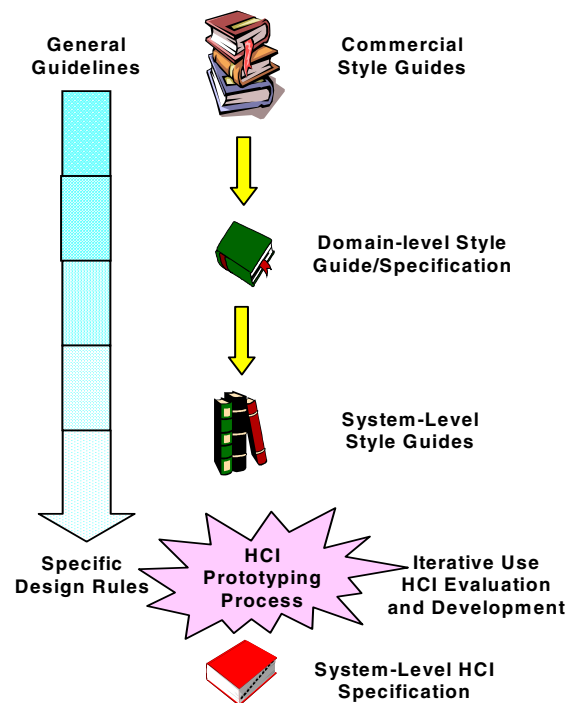 General
Guidelines
Commercial
Style Guides
Domain-level Style
Guide/Specification
System-Level
Style Guides
Specific
Design Rules
HCI
Prototyping
Process
Iterative Use
HCI Evaluation
and Development
System-Level HCI
Specification